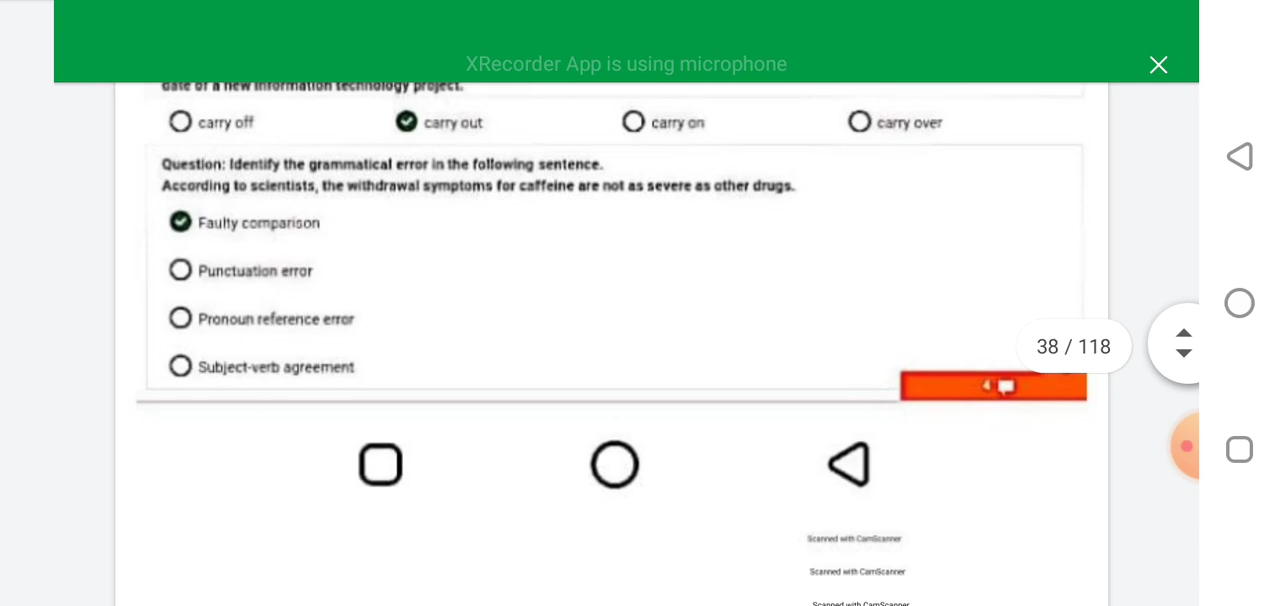 XRecorder App is using microphone
date of a new information technology project.
carry off carry out carry on carry over
Question: Identify the grammatical error in the following sentence.
According to scientists, the withdrawal symptoms for caffeine are not as severe as other drugs.
Faulty comparison
Punctuation error
Pronoun reference error
38 / 118
Subject-verb agreement
4
Scanned with CamScanner
Scanned with CamScanner
Scanned with CamScanner